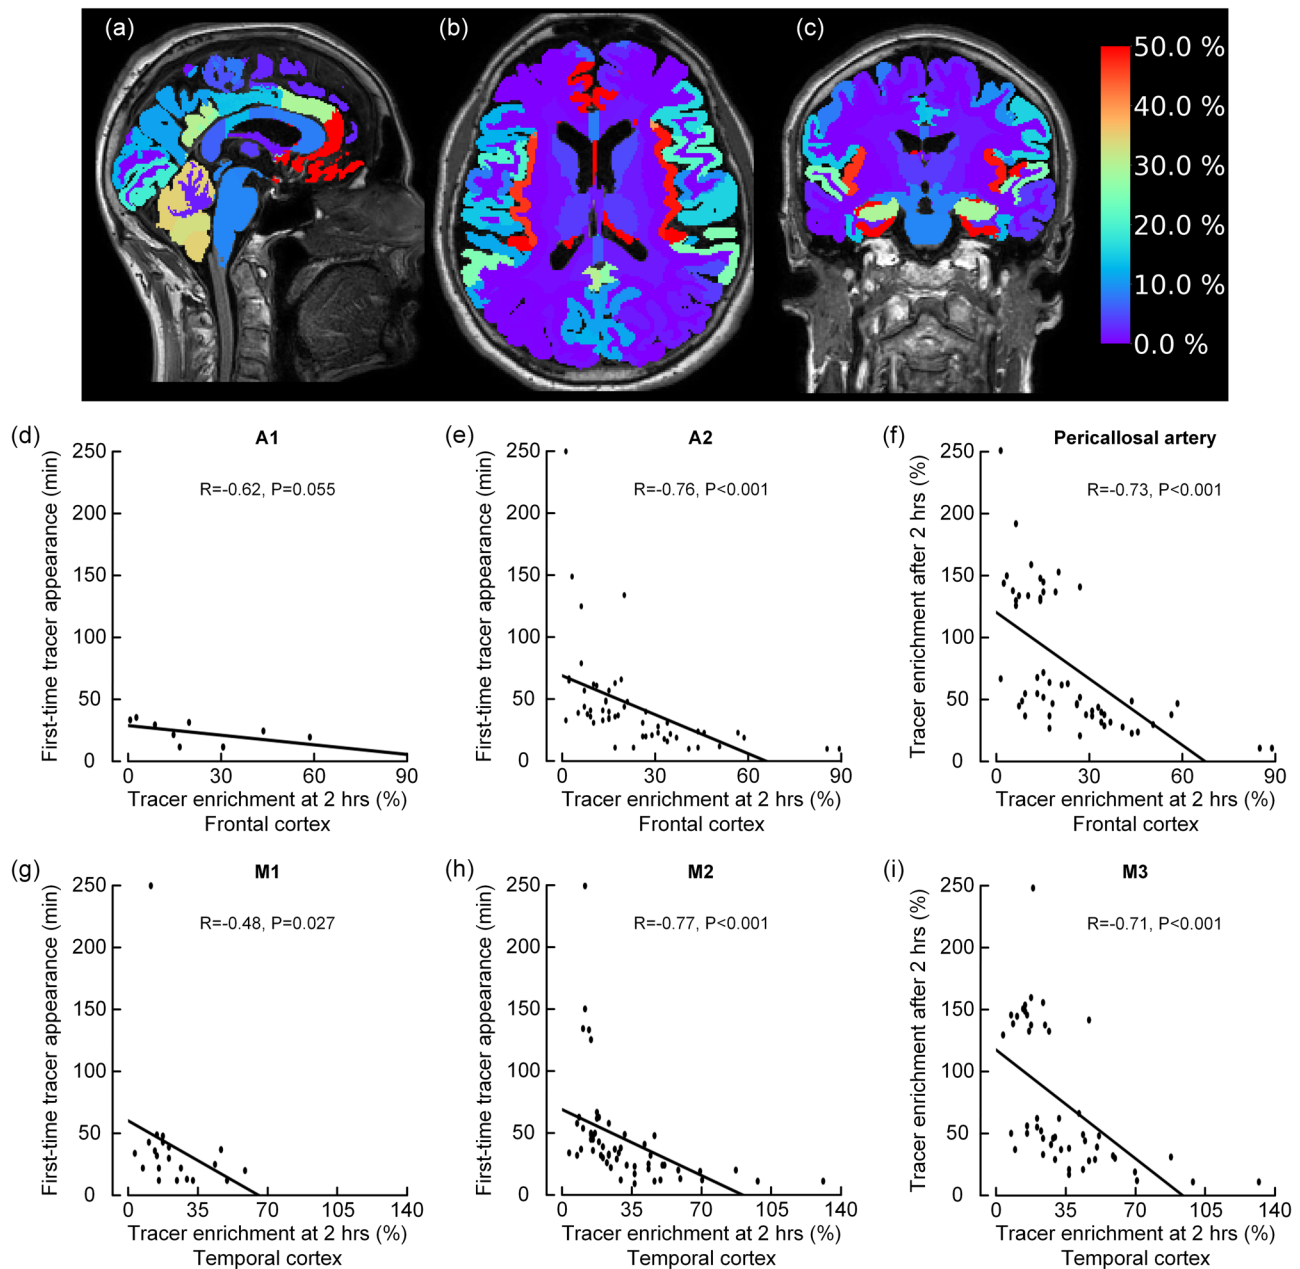 (a)
(b)
(c)
50.0 %
40.0 %
30.0 %
20.0 %
10.0 %
0.0 %
(d)
A1
R=-0.62, P=0.055
First-time tracer appearance (min)
250
200
150
100
50
0
0 30 60 90
Tracer enrichment at 2 hrs (%)
Frontal cortex
(e)
A2
R=-0.76, P<0.001
First-time tracer appearance (min)
250
200
150
100
50
0
0 30 60 90
Tracer enrichment at 2 hrs (%)
Frontal cortex
(f)
Pericallosal artery
R=-0.73, P<0.001
Tracer enrichment after 2 hrs (%)
250
200
150
100
50
0
0 30 60 90
Tracer enrichment at 2 hrs (%)
Frontal cortex
(g)
M1
R=-0.48, P=0.027
First-time tracer appearance (min)
250
200
150
100
50
0
0 35 70 105 140
Tracer enrichment at 2 hrs (%)
Temporal cortex
(h)
M2
R=-0.77, P<0.001
First-time tracer appearance (min)
250
200
150
100
50
0
0 35 70 105 140
Tracer enrichment at 2 hrs (%)
Temporal cortex
(i)
M3
R=-0.71, P<0.001
Tracer enrichment after 2 hrs (%)
250
200
150
100
50
0
0 35 70 105 140
Tracer enrichment at 2 hrs (%)
Temporal cortex